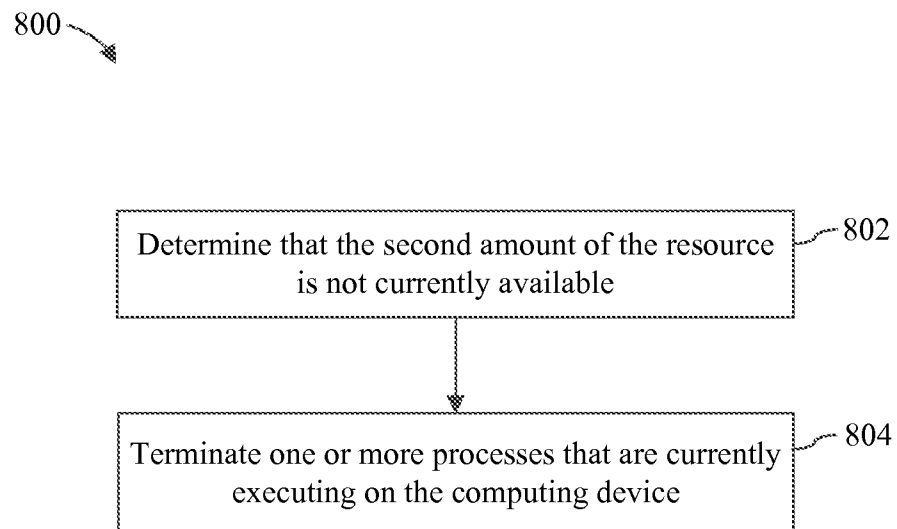 800
Determine that the second amount of the resource
is not currently available
802
Terminate one or more processes that are currently
executing on the computing device
804